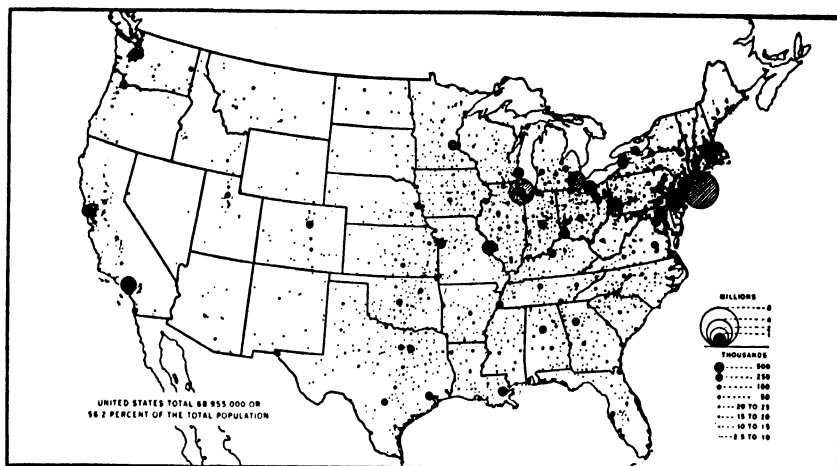 UNITED STATES TOTAL 68 955 000 OR
56.2 PERCENT OF THE TOTAL POPULATION
BILLIONS
THOUSANDS
500
250
100
50
20 TO 25
15 TO 20
10 TO 15
2.5 TO 10